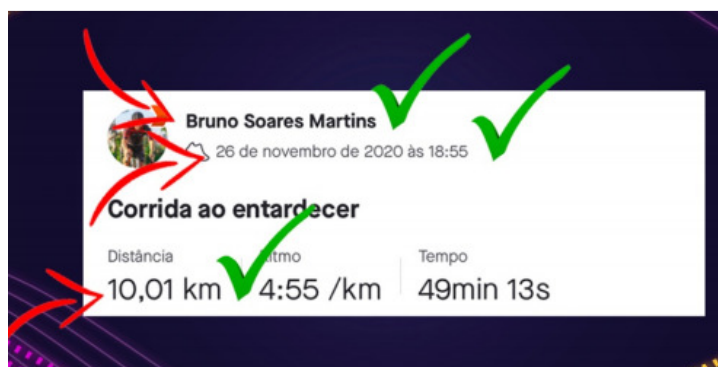 Bruno Soares Martins
26 de novembro de 2020 às 18:55
Corrida ao entardecer
Distância Ritmo Tempo
10,01 km 4:55 /km 49min 13s